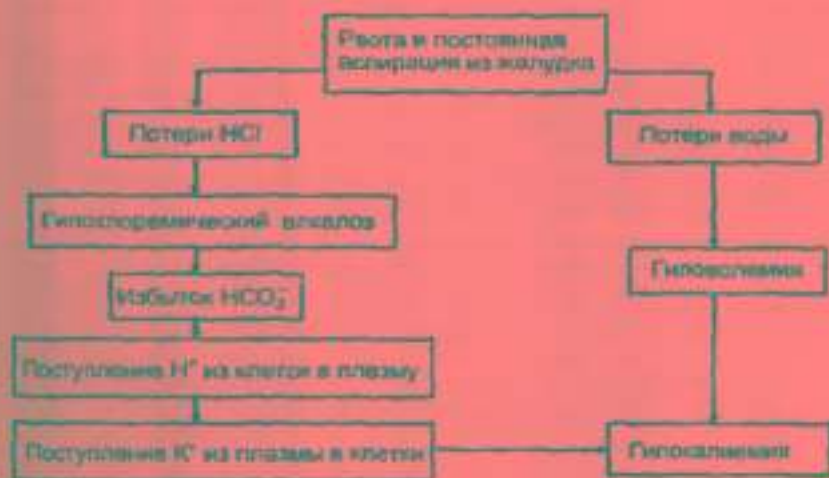 Рвота и постоянная
аспирация из желудка
Потери HCl
Потери воды
Гипохлоремический алкалоз
Гиповолемия
Избыток HCO₃⁻
Поступление H⁺ из клеток в плазму
Поступление K⁺ из плазмы в клетки
Гипокалиемия